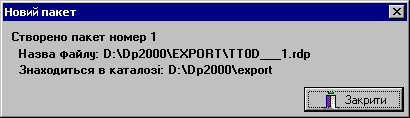 Новий пакет
Створено пакет номер 1
Назва файлу: D:\Dp2000\EXPORT\TT0D___1.rdp
Знаходиться в каталозі: D:\Dp2000\export
Закрити